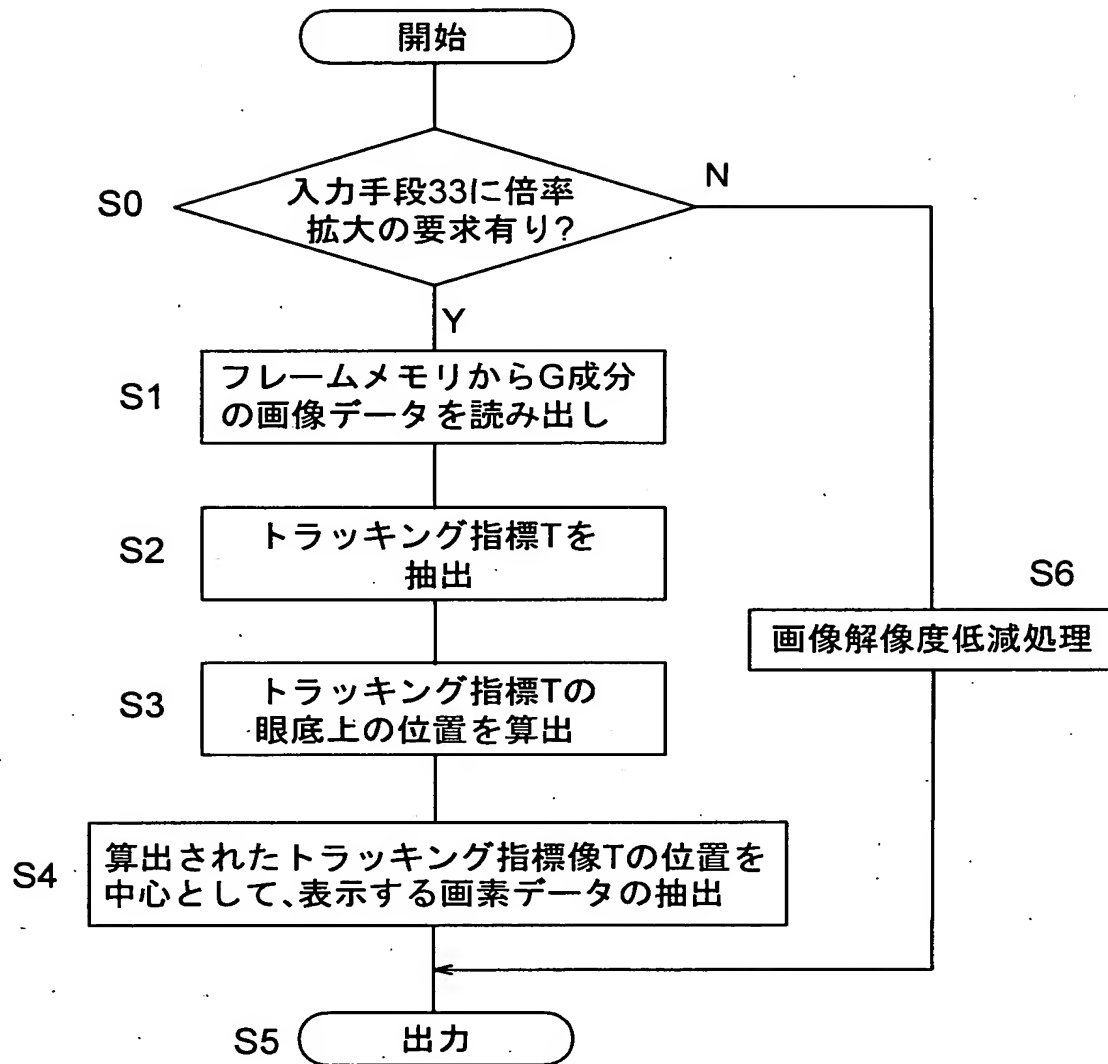 開始
S0
入力手段33に倍率
拡大の要求有り?
N
Y
S1
フレームメモリからG成分
の画像データを読み出し
S2
トラッキング指標Tを
抽出
S6
画像解像度低減処理
S3
トラッキング指標Tの
眼底上の位置を算出
S4
算出されたトラッキング指標像Tの位置を
中心として、表示する画素データの抽出
S5
出力